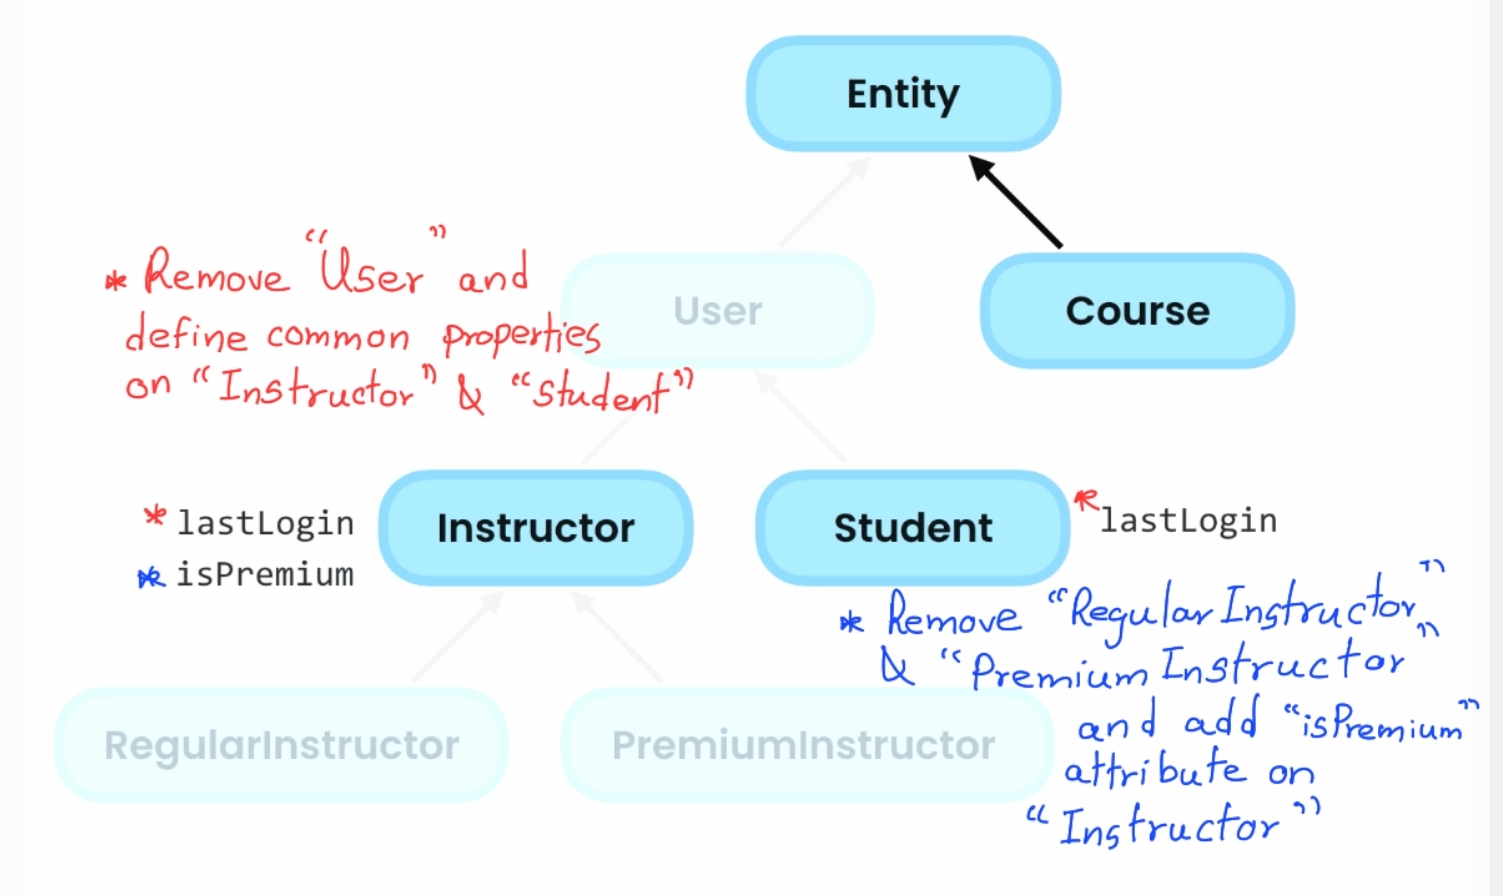 Entity
* Remove "User" and
define common properties
on "Instructor" & "Student"
User
Course
* lastLogin
* isPremium
Instructor
Student
* lastLogin
* Remove "RegularInstructor"
& "PremiumInstructor"
and add "isPremium"
attribute on
"Instructor"
RegularInstructor
PremiumInstructor